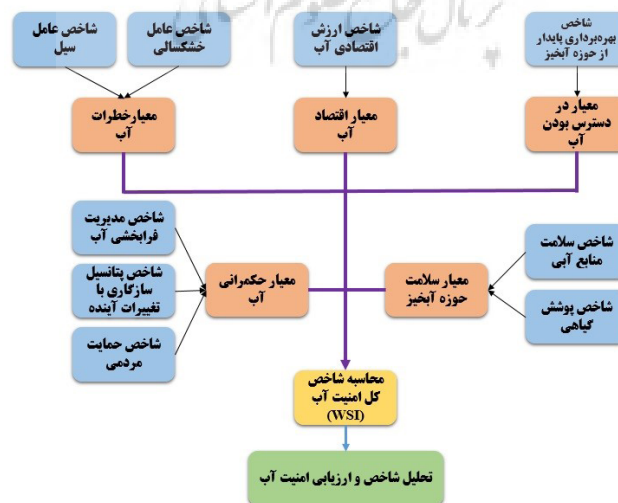 شاخص
بهره‌برداری پایدار
از حوزه آبخیز
شاخص ارزش
اقتصادی آب
شاخص عامل
خشکسالی
شاخص عامل
سیل
معیار در
دسترس بودن
آب
معیار اقتصاد
آب
معیار خطرات
آب
شاخص سلامت
منابع آبی
شاخص پوشش
گیاهی
معیار سلامت
حوزه آبخیز
معیار حکمرانی
آب
شاخص مدیریت
فرابخشی آب
شاخص پتانسیل
سازگاری با
تغییرات آینده
شاخص حمایت
مردمی
محاسبه شاخص
کل امنیت آب
(WSI)
تحلیل شاخص و ارزیابی امنیت آب